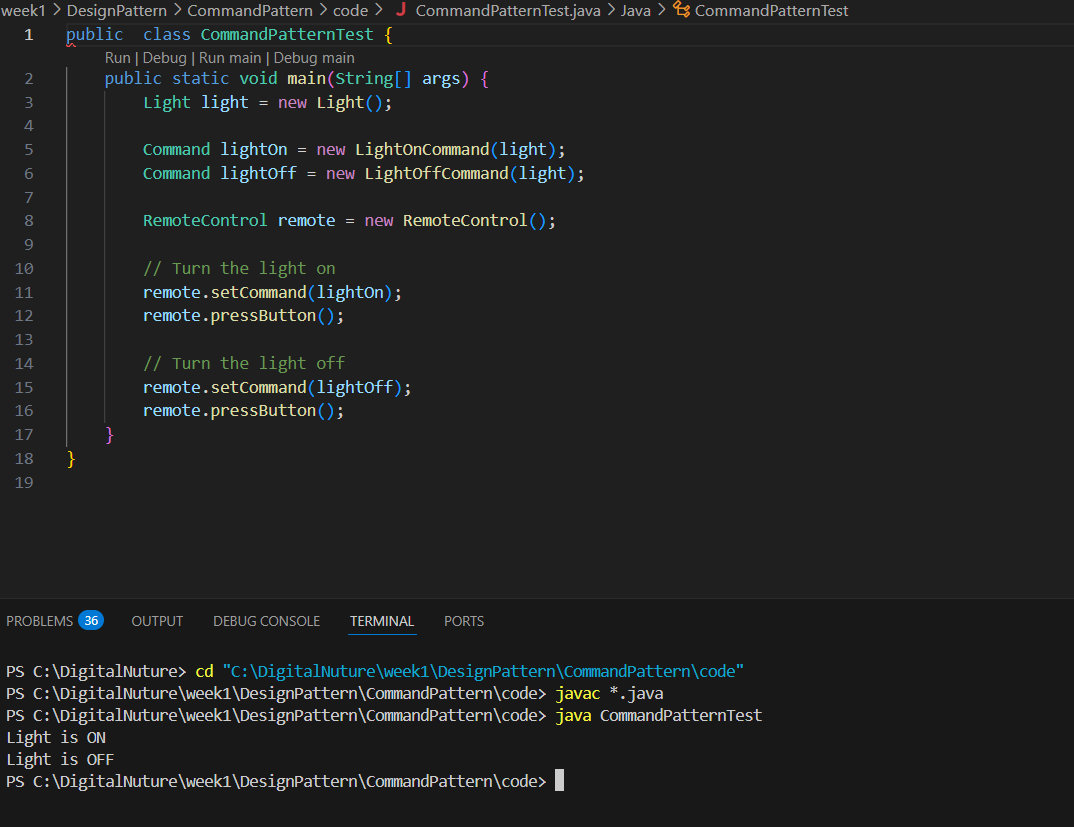 week1 > DesignPattern > CommandPattern > code > J CommandPatternTest.java > Java > CommandPatternTest
1 public  class CommandPatternTest {
Run | Debug | Run main | Debug main
2     public static void main(String[] args) {
3         Light light = new Light();
4
5         Command lightOn = new LightOnCommand(light);
6         Command lightOff = new LightOffCommand(light);
7
8         RemoteControl remote = new RemoteControl();
9
10         // Turn the light on
11         remote.setCommand(lightOn);
12         remote.pressButton();
13
14         // Turn the light off
15         remote.setCommand(lightOff);
16         remote.pressButton();
17     }
18 }
19
PROBLEMS 36 OUTPUT DEBUG CONSOLE TERMINAL PORTS
PS C:\DigitalNuture> cd "C:\DigitalNuture\week1\DesignPattern\CommandPattern\code"
PS C:\DigitalNuture\week1\DesignPattern\CommandPattern\code> javac *.java
PS C:\DigitalNuture\week1\DesignPattern\CommandPattern\code> java CommandPatternTest
Light is ON
Light is OFF
PS C:\DigitalNuture\week1\DesignPattern\CommandPattern\code>